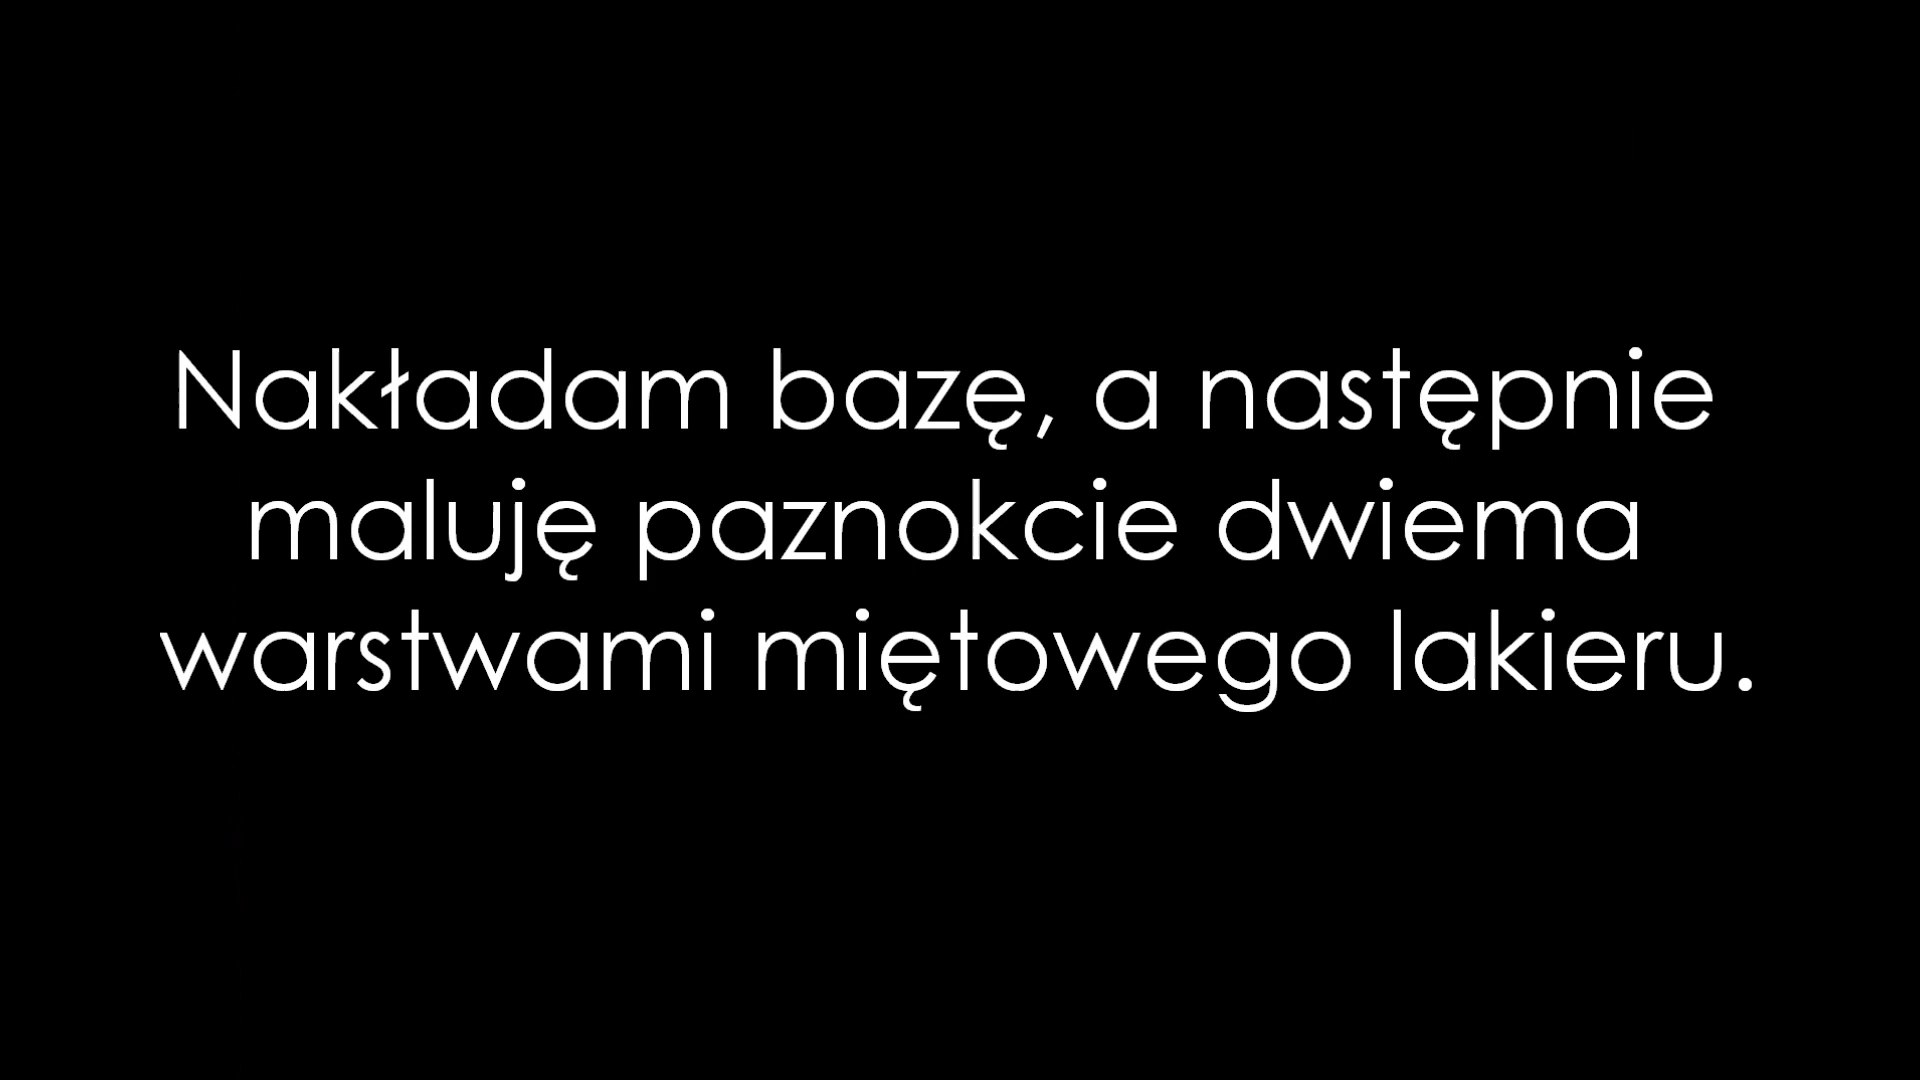 Nakładam bazę, a następnie
maluję paznokcie dwiema
warstwami miętowego lakieru.